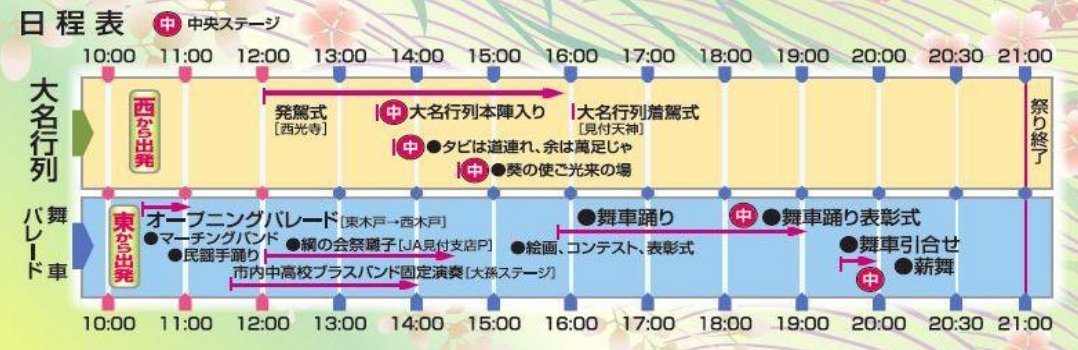 日程表 中 中央ステージ
10:00 11:00 12:00 13:00 14:00 15:00 16:00 17:00 18:00 19:00 20:00 20:30 21:00
大名行列
西から出発
発駕式
[西光寺]
中 大名行列本陣入り
大名行列着駕式
[見付天神]
中 ●タビは道連れ、余は萬足じゃ
中 ●葵の使ご光来の場
祭り終了
舞車
パレード
東から出発
オープニングパレード[東木戸→西木戸]
●マーチングバンド
●民謡手踊り
●綱の会祭囃子[JA見付支店P]
市内中高校ブラスバンド固定演奏[大孫ステージ]
●舞車踊り
●絵画、コンテスト、表彰式
中 ●舞車踊り表彰式
●舞車引合せ
●薪舞
中
10:00 11:00 12:00 13:00 14:00 15:00 16:00 17:00 18:00 19:00 20:00 20:30 21:00